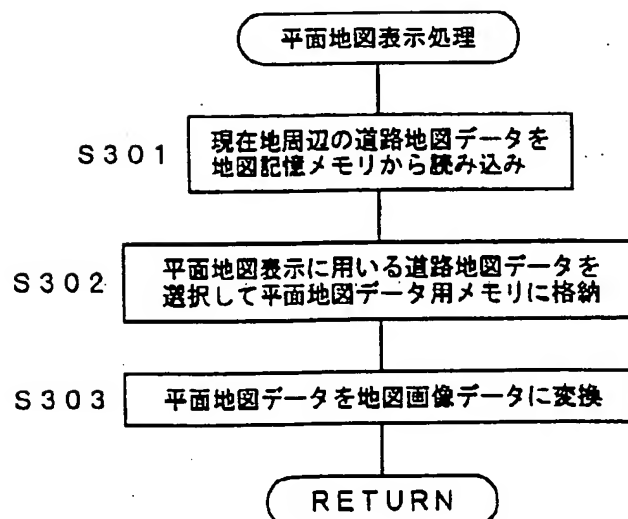 平面地図表示処理
S301
現在地周辺の道路地図データを
地図記憶メモリから読み込み
S302
平面地図表示に用いる道路地図データを
選択して平面地図データ用メモリに格納
S303
平面地図データを地図画像データに変換
RETURN